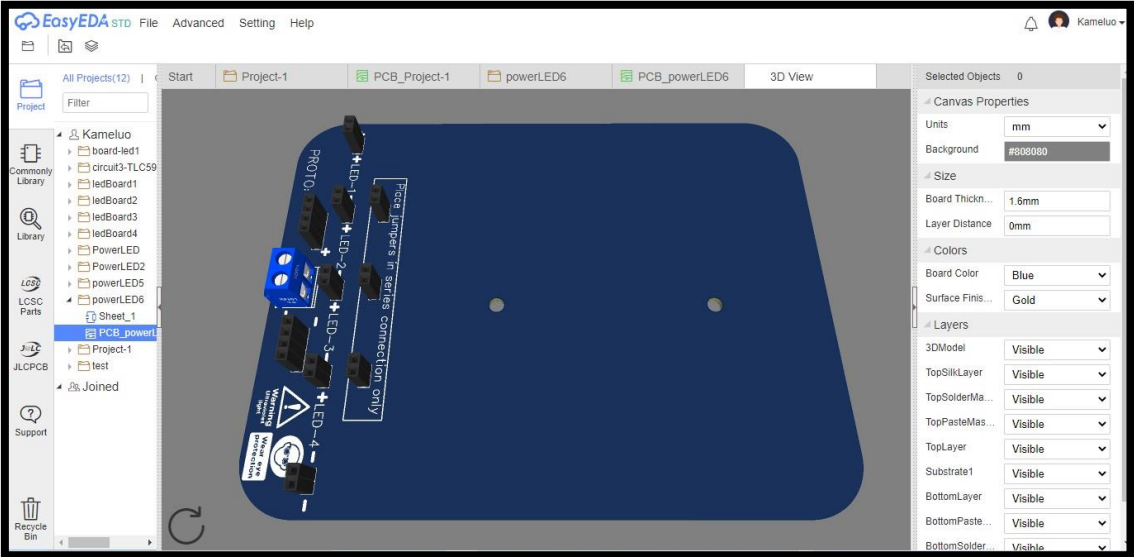 EasyEDA STD File Advanced Setting Help
Kameluo
All Projects(12) |
Start Project-1 PCB_Project-1 powerLED6 PCB_powerLED6 3D View
Project
Commonly
Library
Library
LCSC
LCSC
Parts
JLCPCB
Support
Recycle
Bin
Filter
Kameluo
board-led1
circuit3-TLC59
ledBoard1
ledBoard2
ledBoard3
ledBoard4
PowerLED
PowerLED2
powerLED5
powerLED6
Sheet_1
PCB_powerL
Project-1
test
Joined
PROTO:
+LED-1
+LED-2
+LED-3
+LED-4
Place jumpers in series connection only
Warning
light
Wear eye
protection
Selected Objects 0
Canvas Properties
Units mm
Background #808080
Size
Board Thickn... 1.6mm
Layer Distance 0mm
Colors
Board Color Blue
Surface Finis... Gold
Layers
3DModel Visible
TopSilkLayer Visible
TopSolderMa... Visible
TopPasteMas... Visible
TopLayer Visible
Substrate1 Visible
BottomLayer Visible
BottomPaste... Visible
BottomSolder... Visible